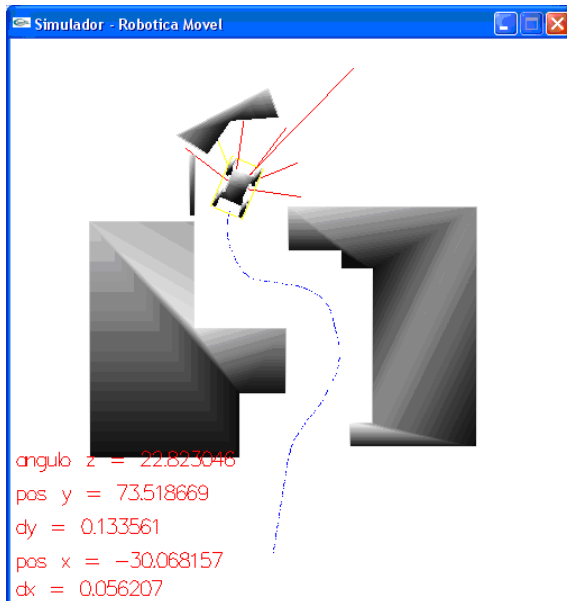 Simulador - Robotica Movel
angulo z = 22.823046
pos y = 73.518669
dy = 0.133561
pos x = -30.068157
dx = 0.056207